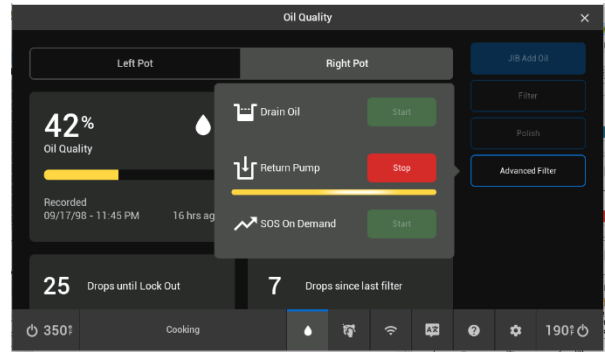 Oil Quality
Left Pot
Right Pot
JIB Add Oil
Filter
Polish
Advanced Filter
42%
Oil Quality
Recorded
09/17/98 - 11:45 PM
16 hrs ag
Drain Oil
Start
Return Pump
Stop
SOS On Demand
Start
25 Drops until Lock Out
7 Drops since last filter
350°F
Cooking
190°F